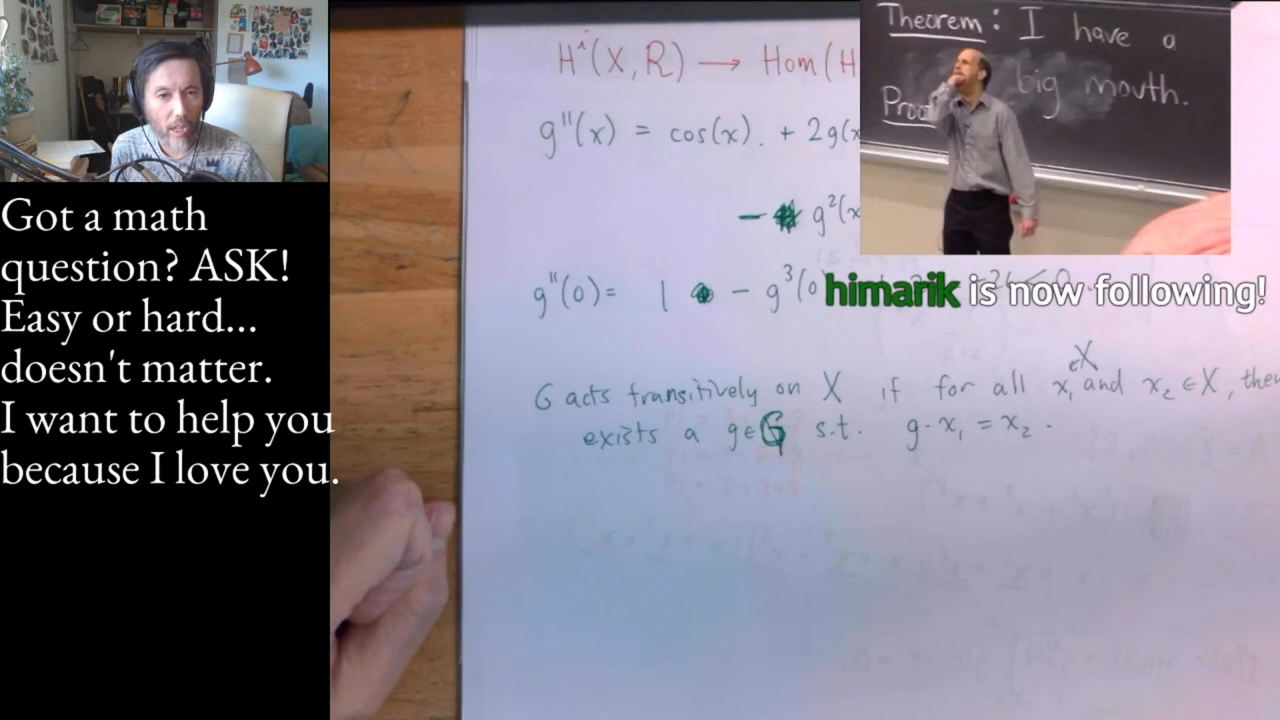 Got a math
question? ASK!
Easy or hard...
doesn't matter.
I want to help you
because I love you.
Theorem: I have a
big mouth.
himarik is now following!
H^i(X, R) → Hom(H
g"(x) = cos(x) . + 2g(x
- g²(x
g"(0) = 1 - g³(0
G acts transitively on X if for all x₁ ∈X and x₂ ∈ X, then
exists a g∈G s.t. g·x₁ = x₂.